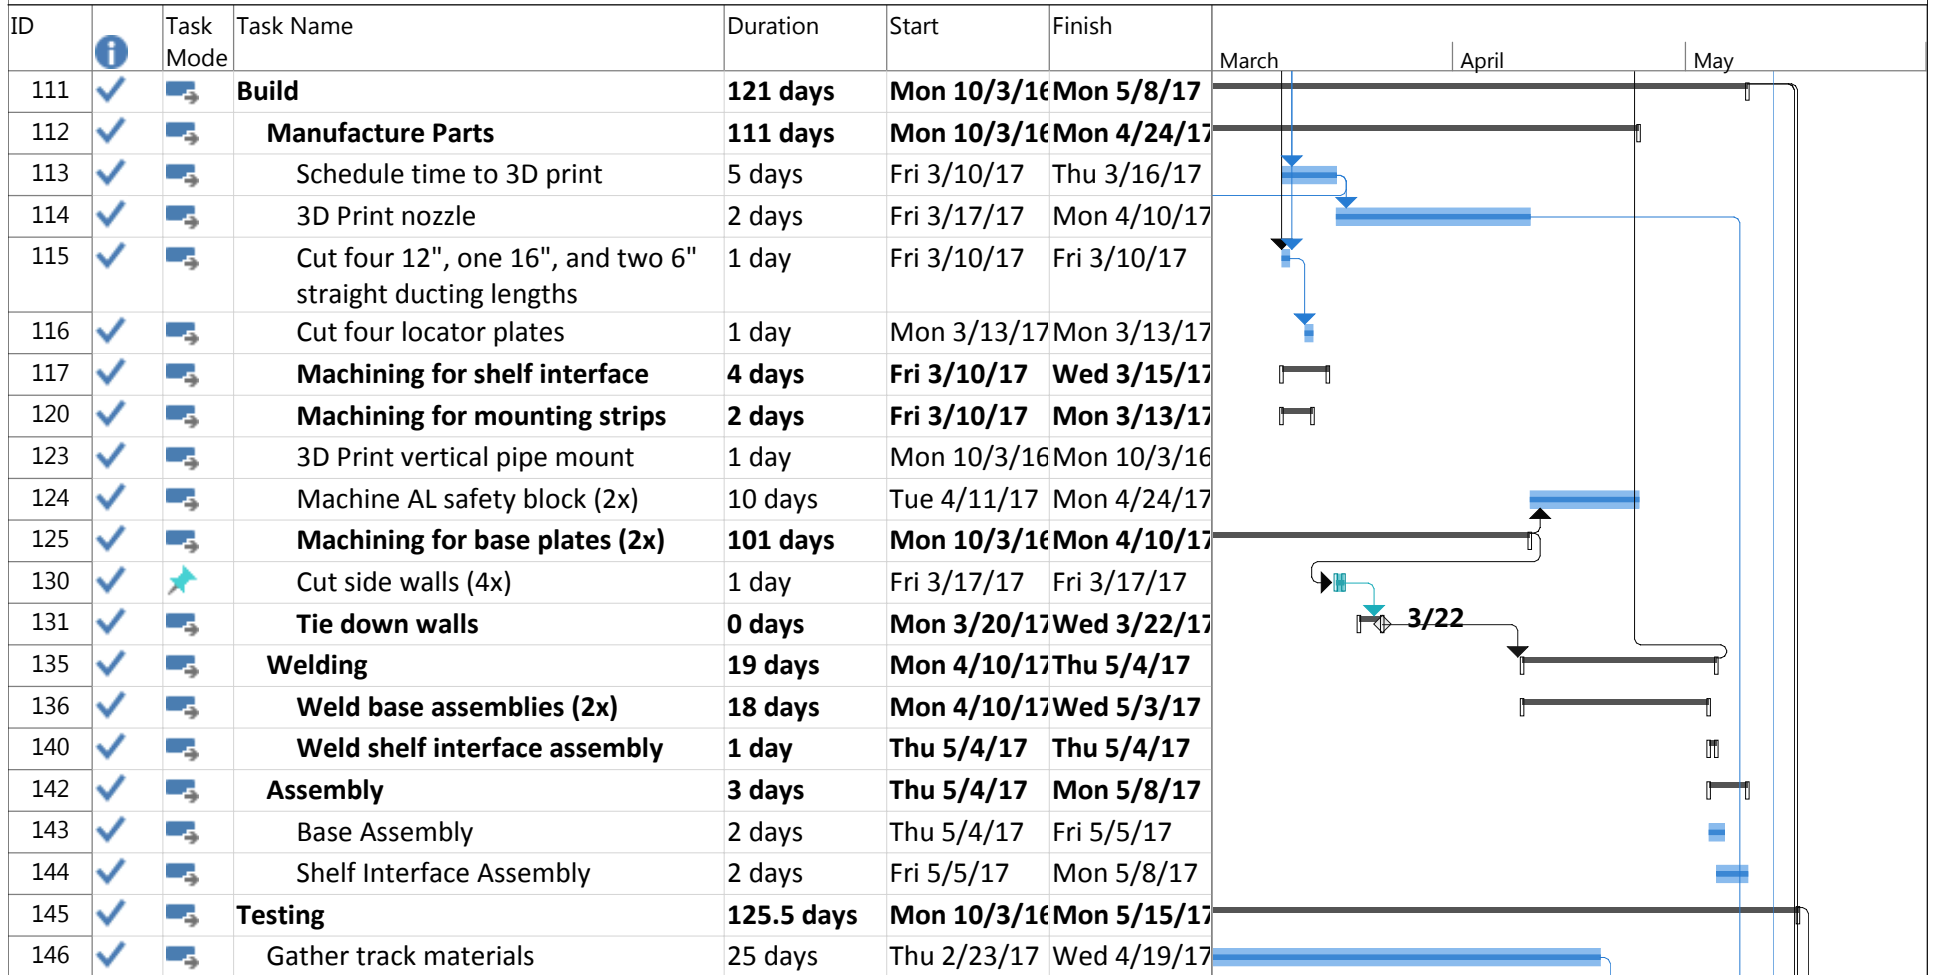 ID Task Mode Task Name Duration Start Finish March April May
111 Build 121 days Mon 10/3/16 Mon 5/8/17
112 Manufacture Parts 111 days Mon 10/3/16 Mon 4/24/17
113 Schedule time to 3D print 5 days Fri 3/10/17 Thu 3/16/17
114 3D Print nozzle 2 days Fri 3/17/17 Mon 4/10/17
115 Cut four 12", one 16", and two 6" 1 day Fri 3/10/17 Fri 3/10/17
straight ducting lengths
116 Cut four locator plates 1 day Mon 3/13/17 Mon 3/13/17
117 Machining for shelf interface 4 days Fri 3/10/17 Wed 3/15/17
120 Machining for mounting strips 2 days Fri 3/10/17 Mon 3/13/17
123 3D Print vertical pipe mount 1 day Mon 10/3/16 Mon 10/3/16
124 Machine AL safety block (2x) 10 days Tue 4/11/17 Mon 4/24/17
125 Machining for base plates (2x) 101 days Mon 10/3/16 Mon 4/10/17
130 Cut side walls (4x) 1 day Fri 3/17/17 Fri 3/17/17
131 Tie down walls 0 days Mon 3/20/17 Wed 3/22/17 3/22
135 Welding 19 days Mon 4/10/17 Thu 5/4/17
136 Weld base assemblies (2x) 18 days Mon 4/10/17 Wed 5/3/17
140 Weld shelf interface assembly 1 day Thu 5/4/17 Thu 5/4/17
142 Assembly 3 days Thu 5/4/17 Mon 5/8/17
143 Base Assembly 2 days Thu 5/4/17 Fri 5/5/17
144 Shelf Interface Assembly 2 days Fri 5/5/17 Mon 5/8/17
145 Testing 125.5 days Mon 10/3/16 Mon 5/15/17
146 Gather track materials 25 days Thu 2/23/17 Wed 4/19/17